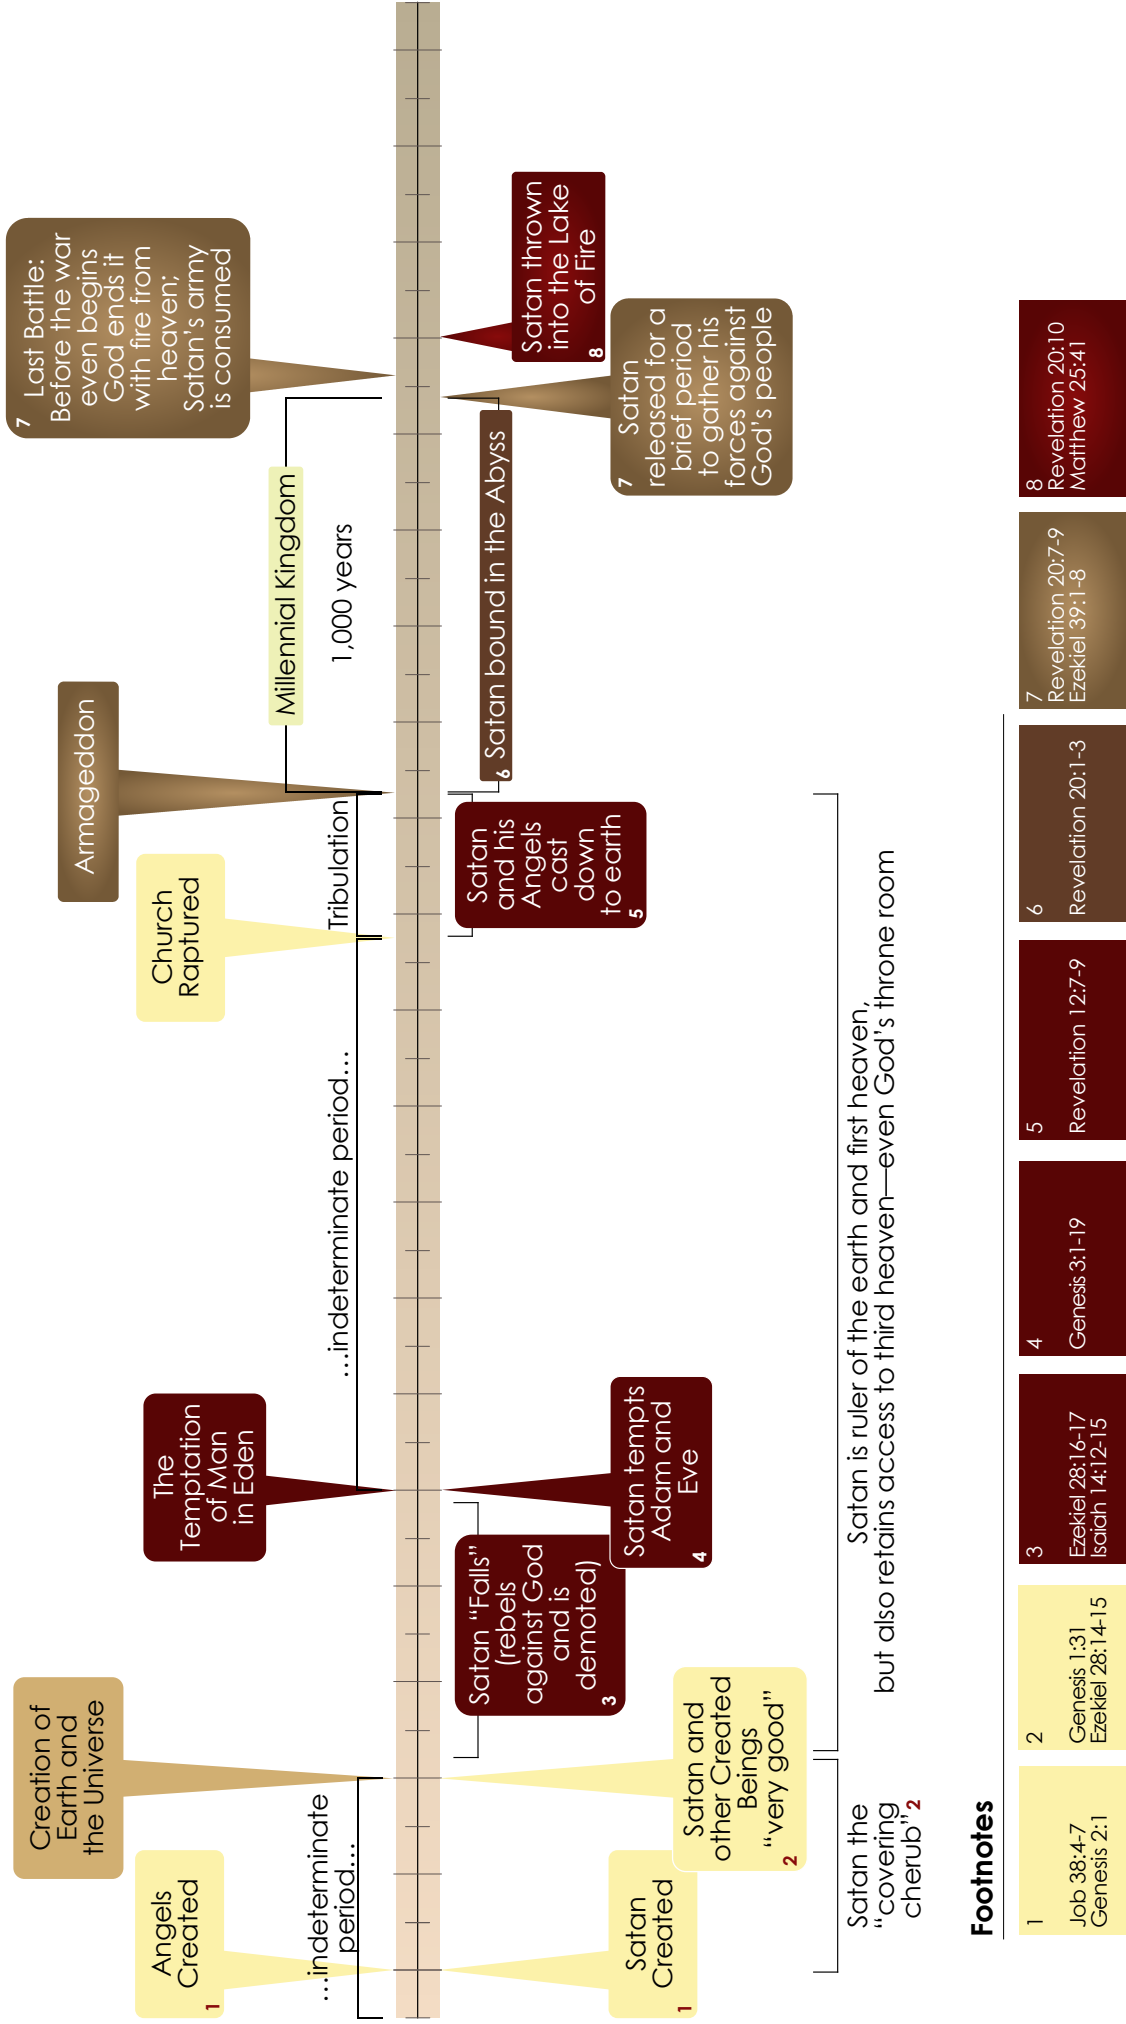 Angels
Created
1
…indeterminate
period…
Creation of
Earth and
the Universe
The
Temptation
of Man
in Eden
…indeterminate period…
Church
Raptured
Tribulation
Armageddon
Millennial Kingdom
1,000 years
7 Last Battle:
Before the war
even begins
God ends it
with fire from
heaven;
Satan’s army
is consumed
Satan
Created
1
Satan and
other Created
Beings
“very good”
2
Satan “Falls”
(rebels
against God
and is
demoted)
3
Satan tempts
Adam and
Eve
4
Satan
and his
Angels
cast
down
to earth
5
6 Satan bound in the Abyss
Satan
7 released for a
brief period
to gather his
forces against
God’s people
Satan thrown
into the Lake
of Fire
8
Satan the
“covering
cherub” 2
Satan is ruler of the earth and first heaven,
but also retains access to third heaven—even God’s throne room
Footnotes
1
Job 38:4-7
Genesis 2:1
2
Genesis 1:31
Ezekiel 28:14-15
3
Ezekiel 28:16-17
Isaiah 14:12-15
4
Genesis 3:1-19
5
Revelation 12:7-9
6
Revelation 20:1-3
7
Revelation 20:7-9
Ezekiel 39:1-8
8
Revelation 20:10
Matthew 25:41